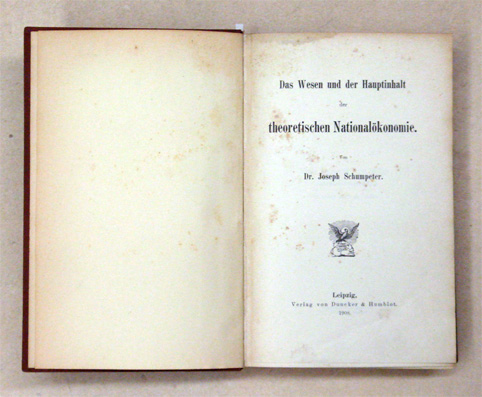 Das Wesen und der Hauptinhalt
der
theoretischen Nationalökonomie.
Von
Dr. Joseph Schumpeter.
Leipzig,
Verlag von Duncker & Humblot.
1908.